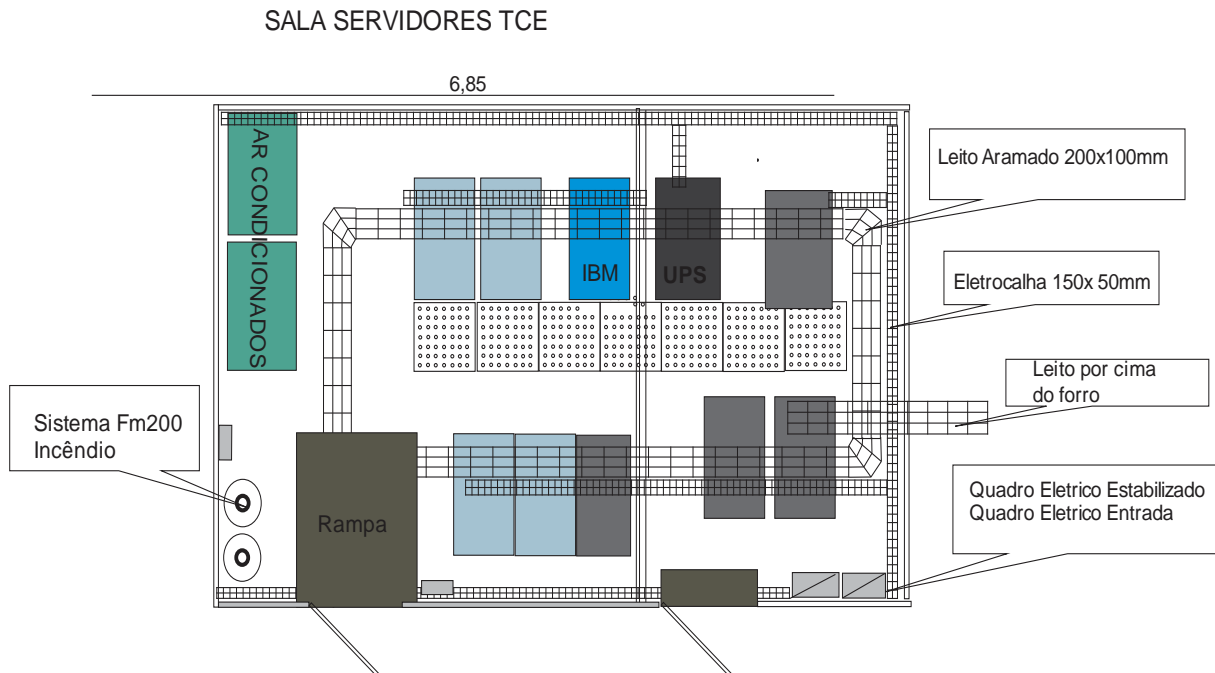 SALA SERVIDORES TCE
6,85
AR CONDICIONADOS
Leito Aramado 200x100mm
IBM
UPS
Eletrocalha 150x 50mm
Leito por cima
do forro
Sistema Fm200
Incêndio
Rampa
Quadro Eletrico Estabilizado
Quadro Eletrico Entrada